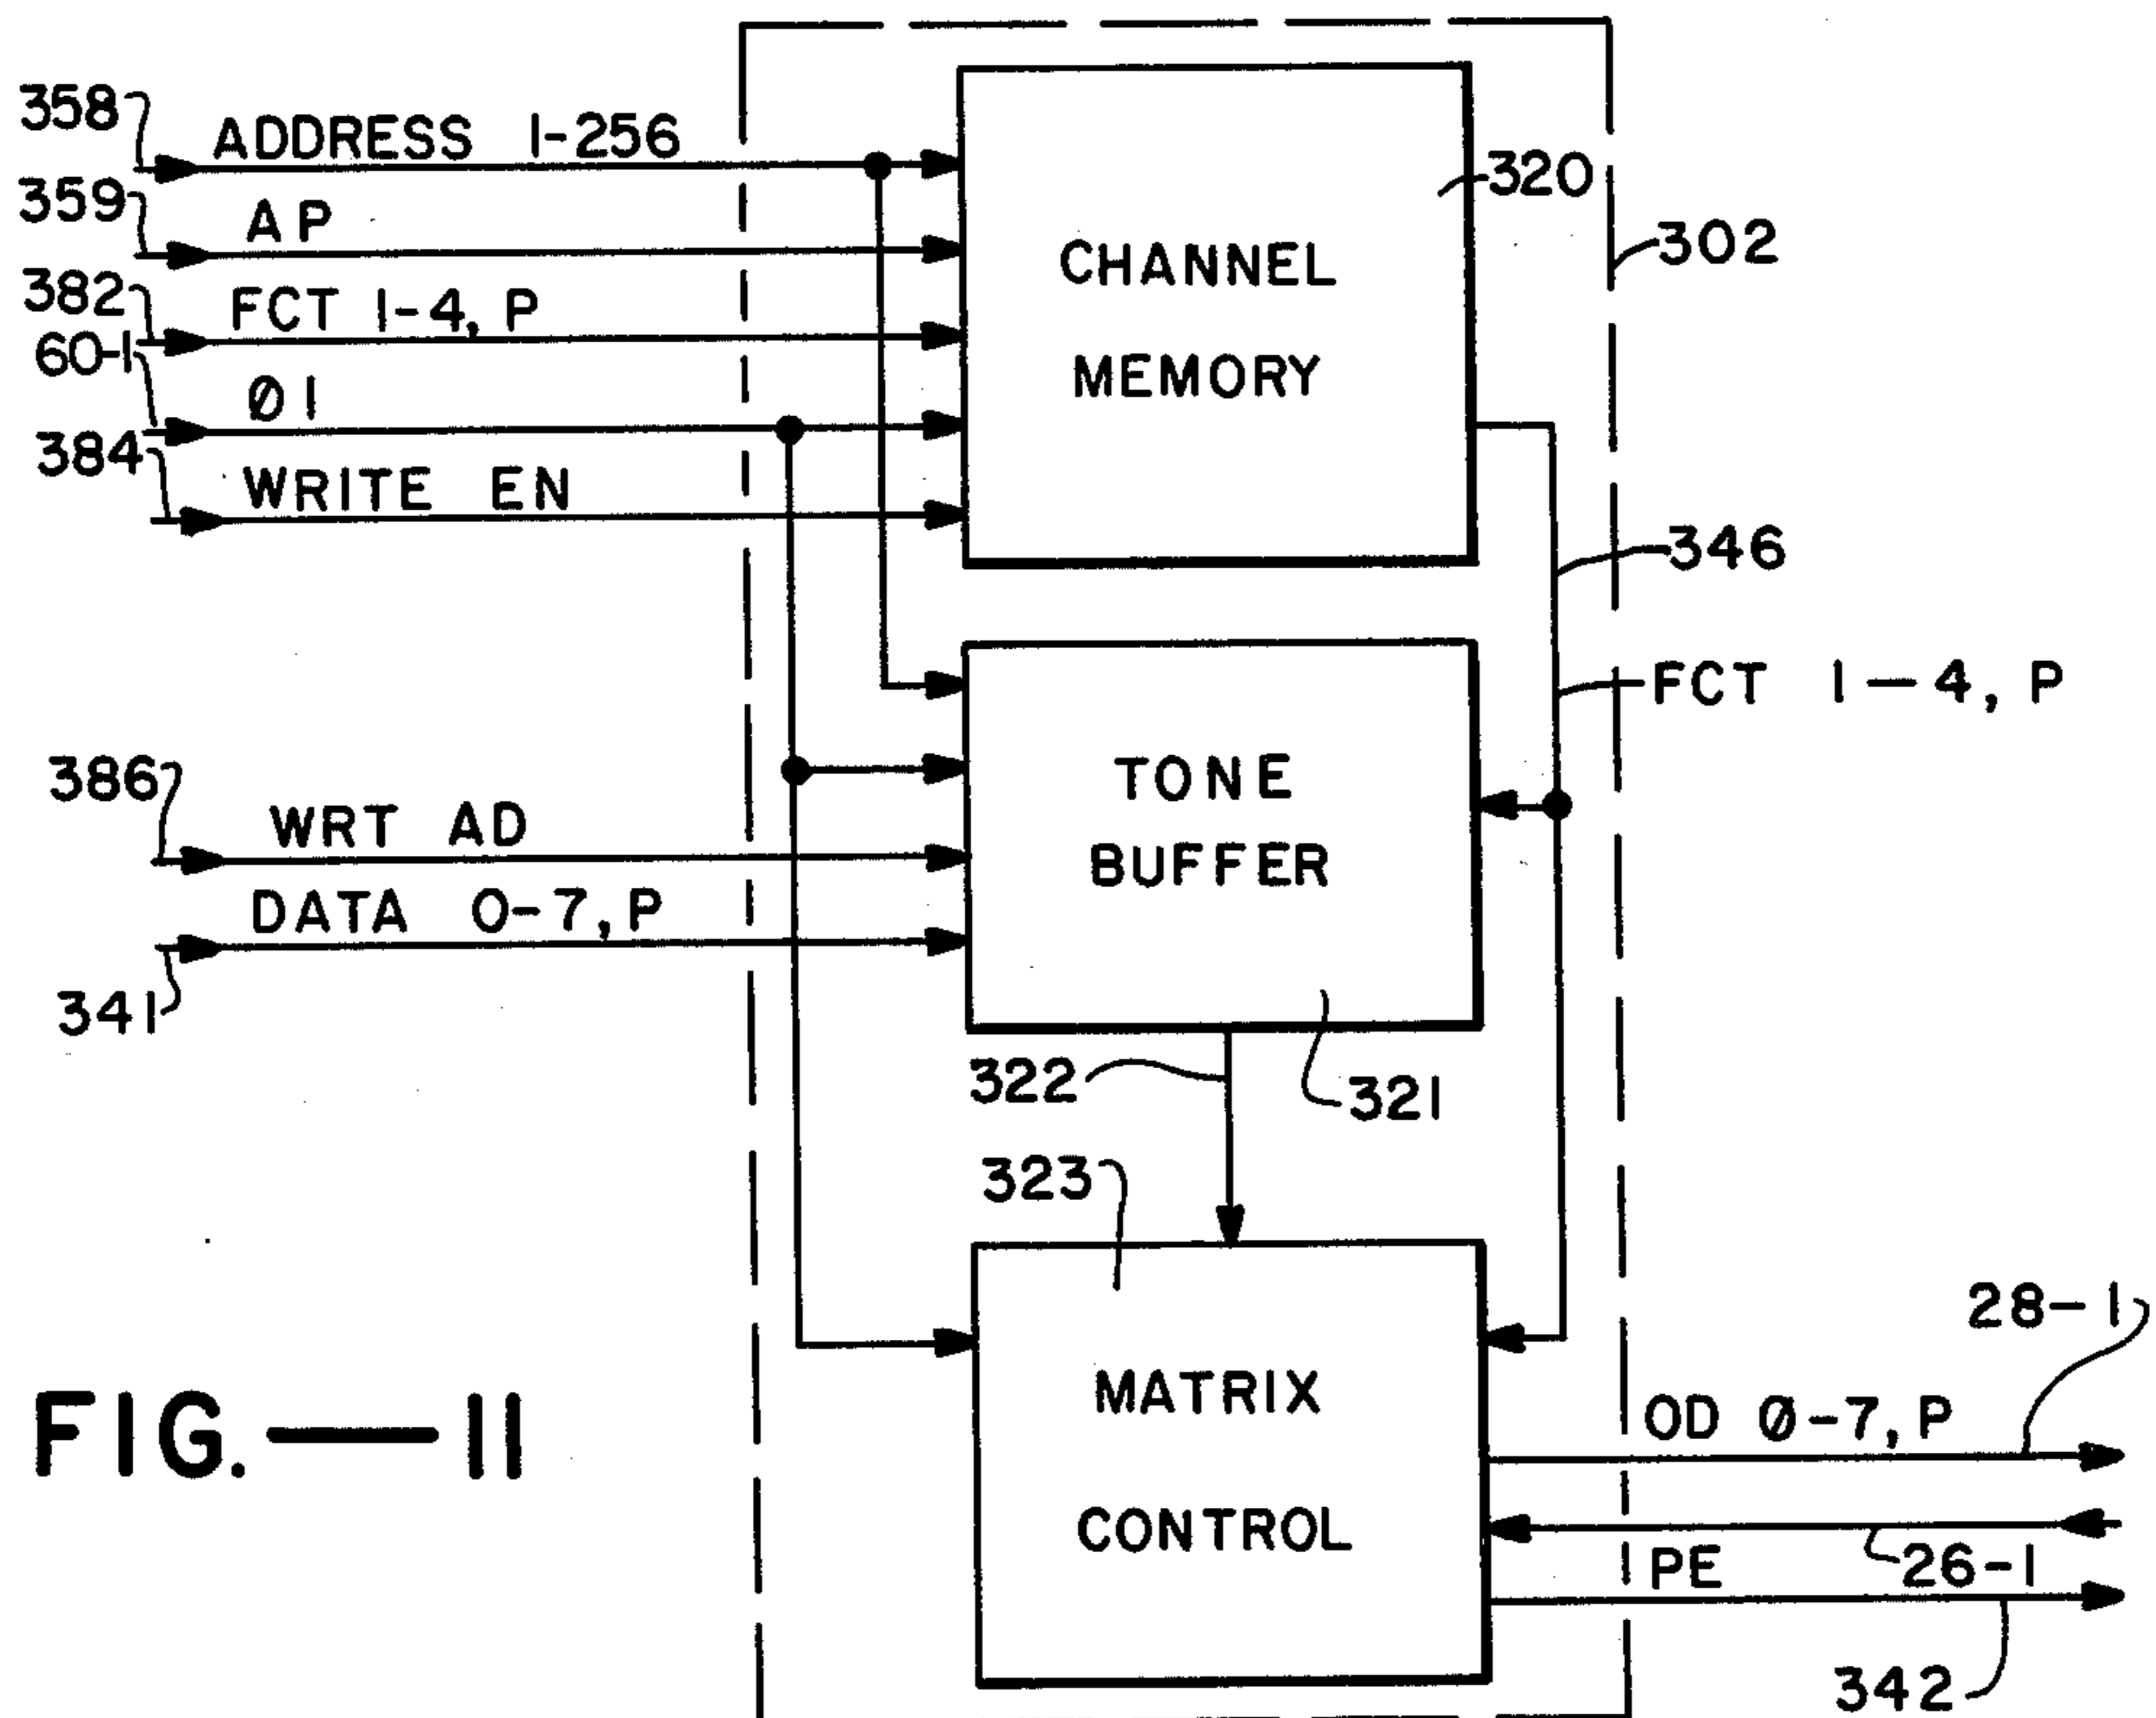 358
ADDRESS 1-256
359
AP
382
FCT 1-4, P
60-1
Ø1
384
WRITE EN
CHANNEL
MEMORY
320
302
346
FCT 1—4, P
386
WRT AD
DATA 0-7, P
341
TONE
BUFFER
322
321
323
MATRIX
CONTROL
28-1
OD Ø-7, P
26-1
PE
342
FIG.—11